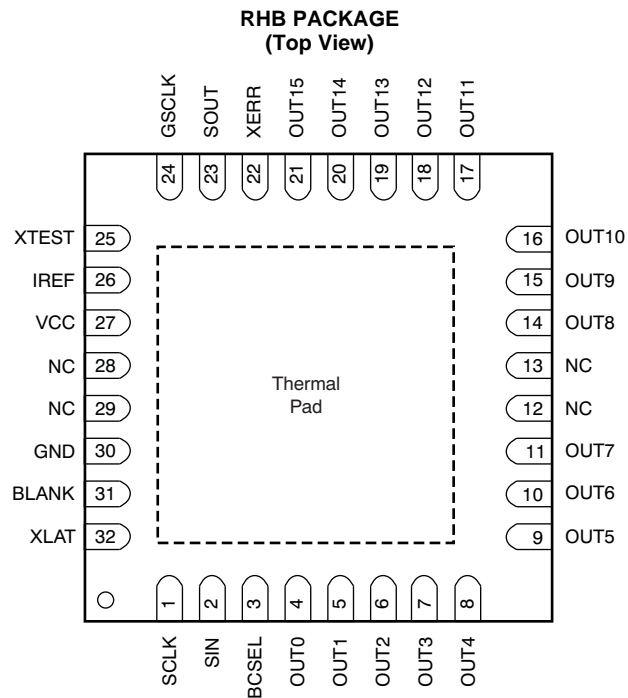 RHB PACKAGE
(Top View)
GSCLK
SOUT
XERR
OUT15
OUT14
OUT13
OUT12
OUT11
24
23
22
21
20
19
18
17
XTEST 25
IREF 26
VCC 27
NC 28
NC 29
GND 30
BLANK 31
XLAT 32
Thermal
Pad
16 OUT10
15 OUT9
14 OUT8
13 NC
12 NC
11 OUT7
10 OUT6
9 OUT5
1
2
3
4
5
6
7
8
SCLK
SIN
BCSEL
OUT0
OUT1
OUT2
OUT3
OUT4